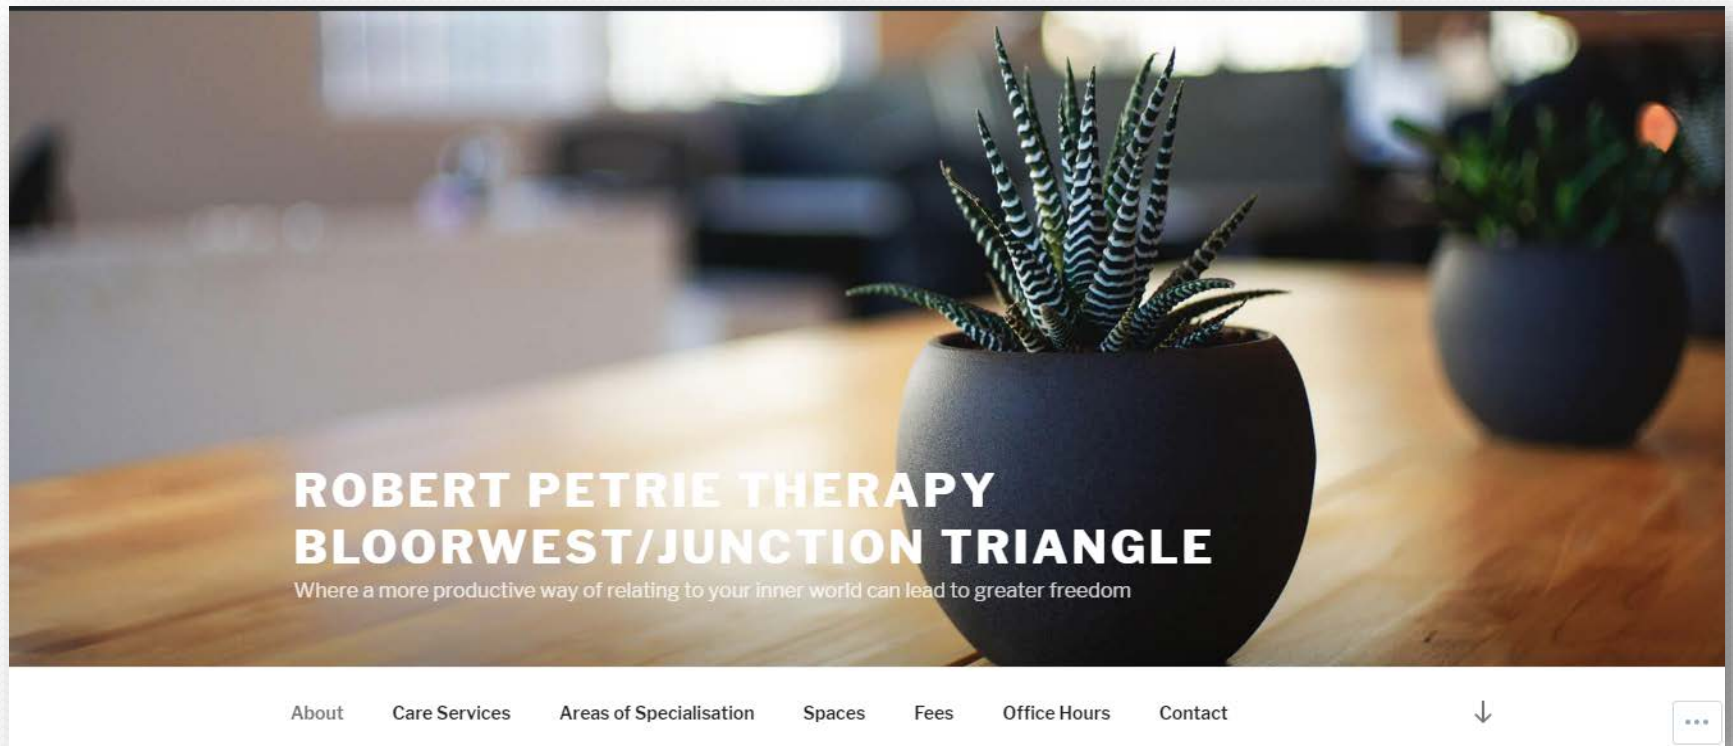 ROBERT PETRIE THERAPY
BLOORWEST/JUNCTION TRIANGLE
Where a more productive way of relating to your inner world can lead to greater freedom
About Care Services Areas of Specialisation Spaces Fees Office Hours Contact